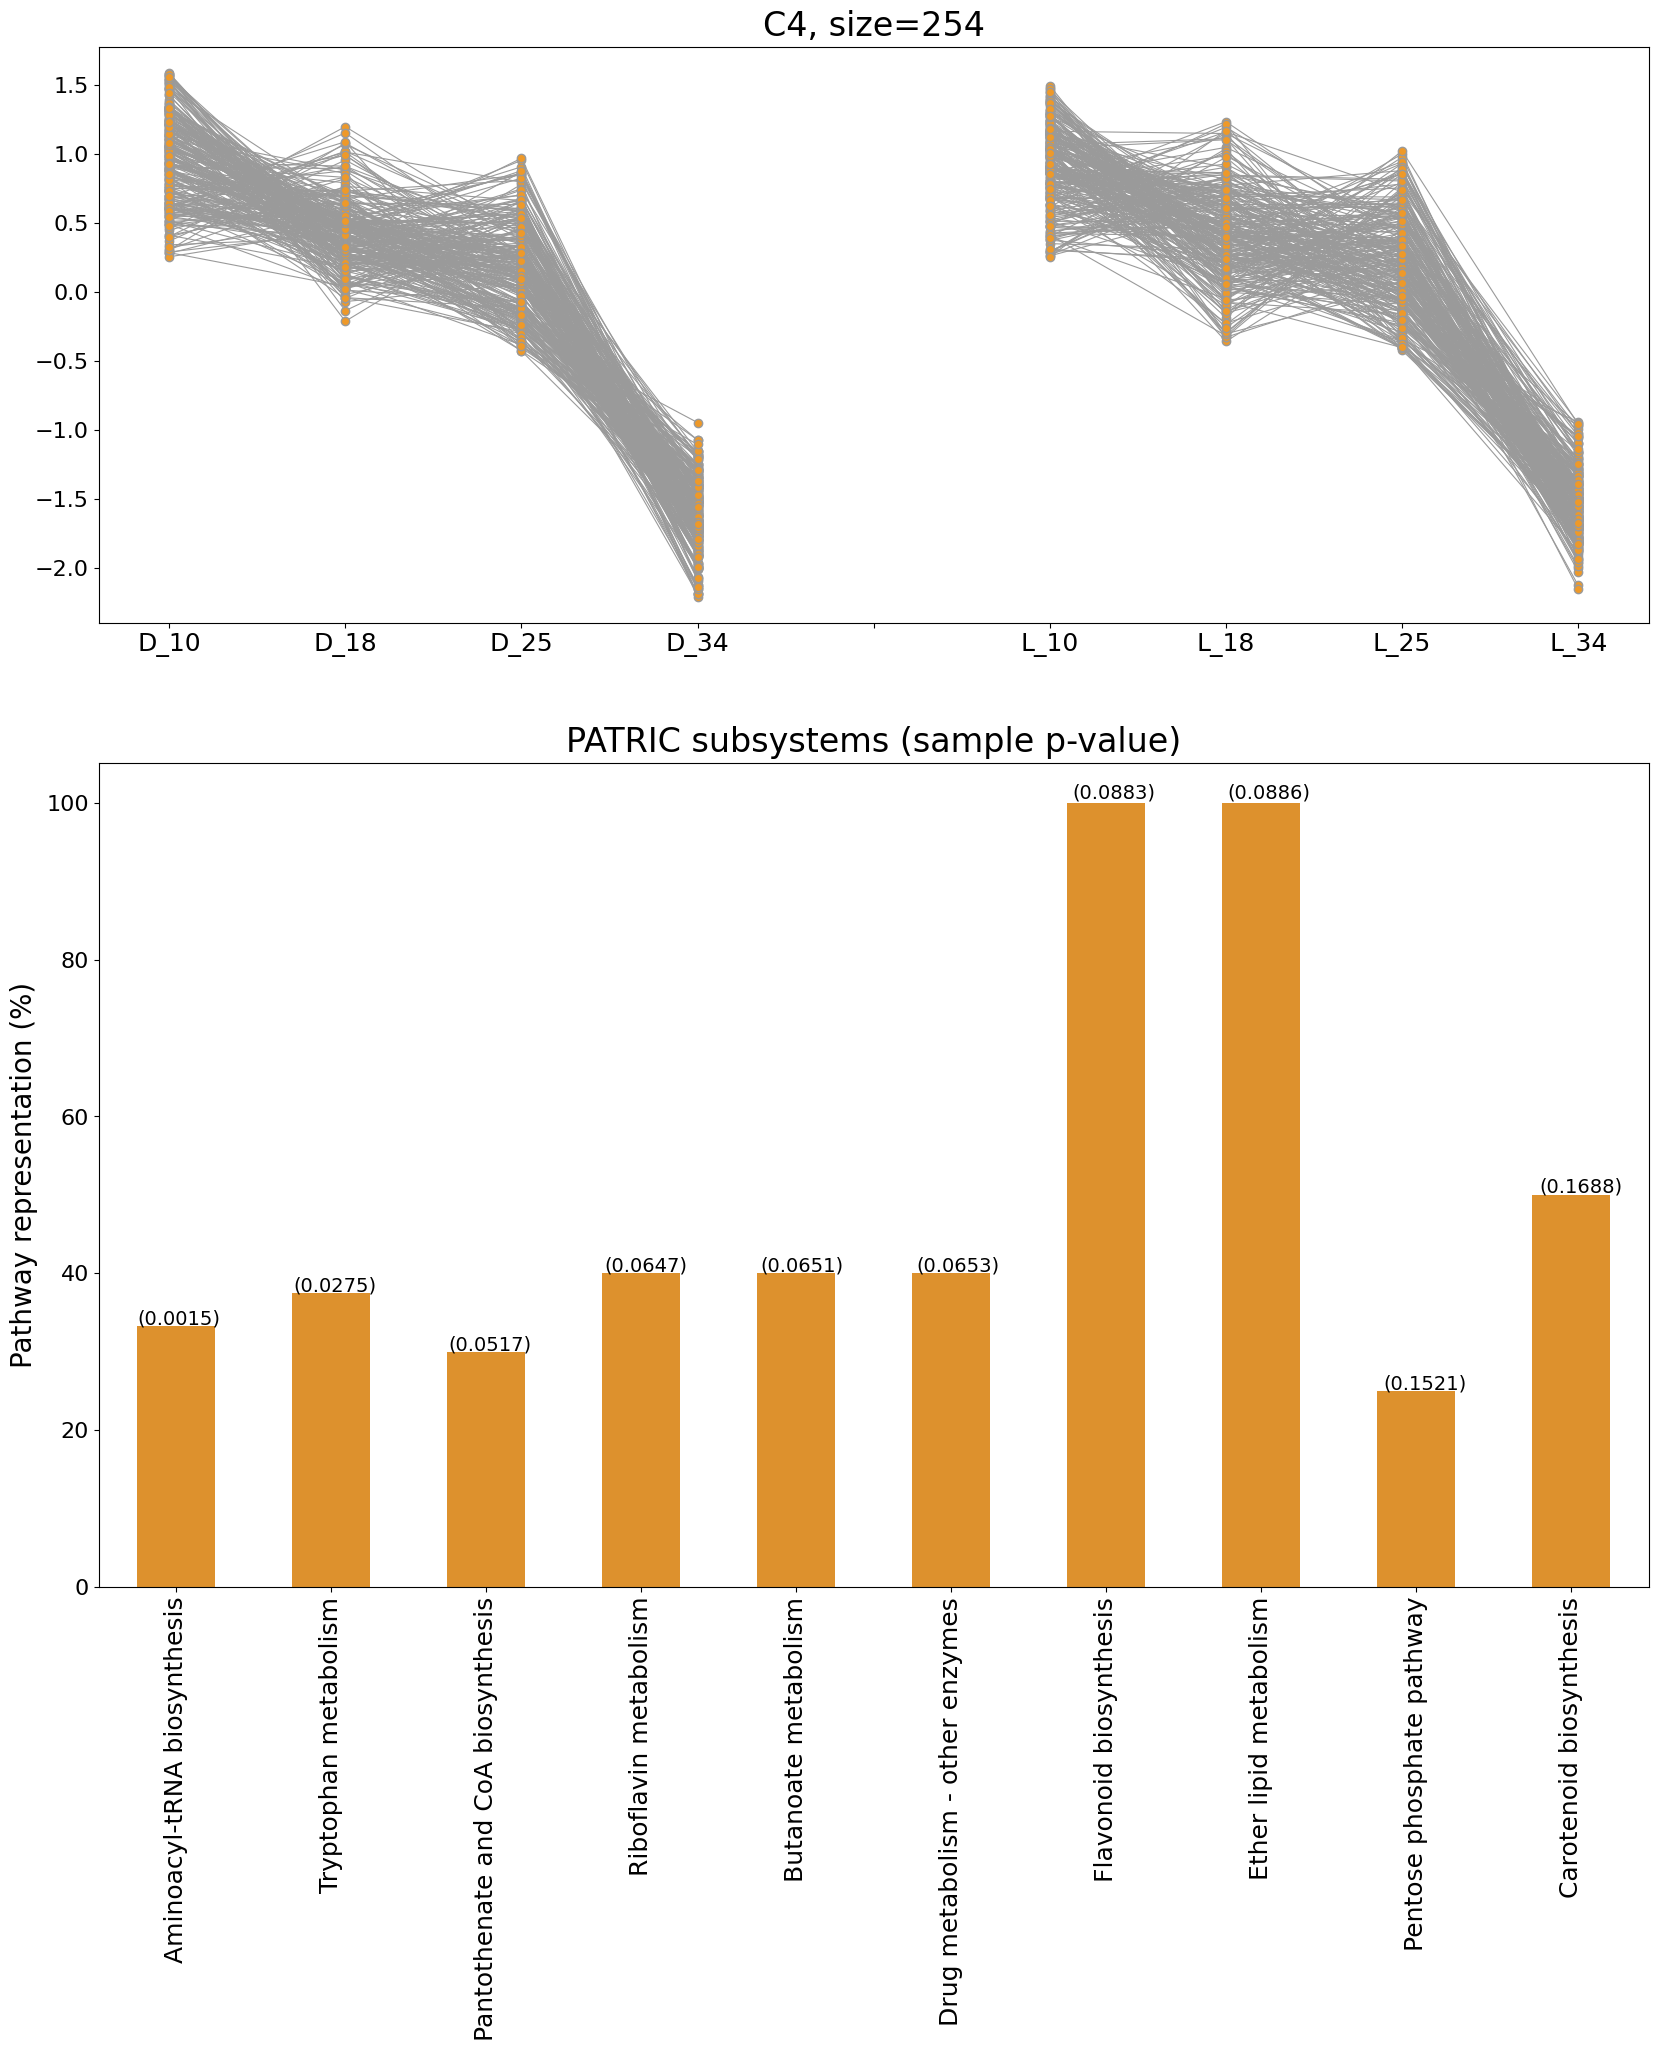 C4, size=254
1.5
1.0
0.5
0.0
−0.5
−1.0
−1.5
−2.0
D_10 D_18 D_25 D_34 L_10 L_18 L_25 L_34
PATRIC subsystems (sample p-value)
Pathway representation (%)
100
80
60
40
20
0
(0.0015)
(0.0275)
(0.0517)
(0.0647)
(0.0651)
(0.0653)
(0.0883)
(0.0886)
(0.1521)
(0.1688)
Aminoacyl-tRNA biosynthesis
Tryptophan metabolism
Pantothenate and CoA biosynthesis
Riboflavin metabolism
Butanoate metabolism
Drug metabolism - other enzymes
Flavonoid biosynthesis
Ether lipid metabolism
Pentose phosphate pathway
Carotenoid biosynthesis